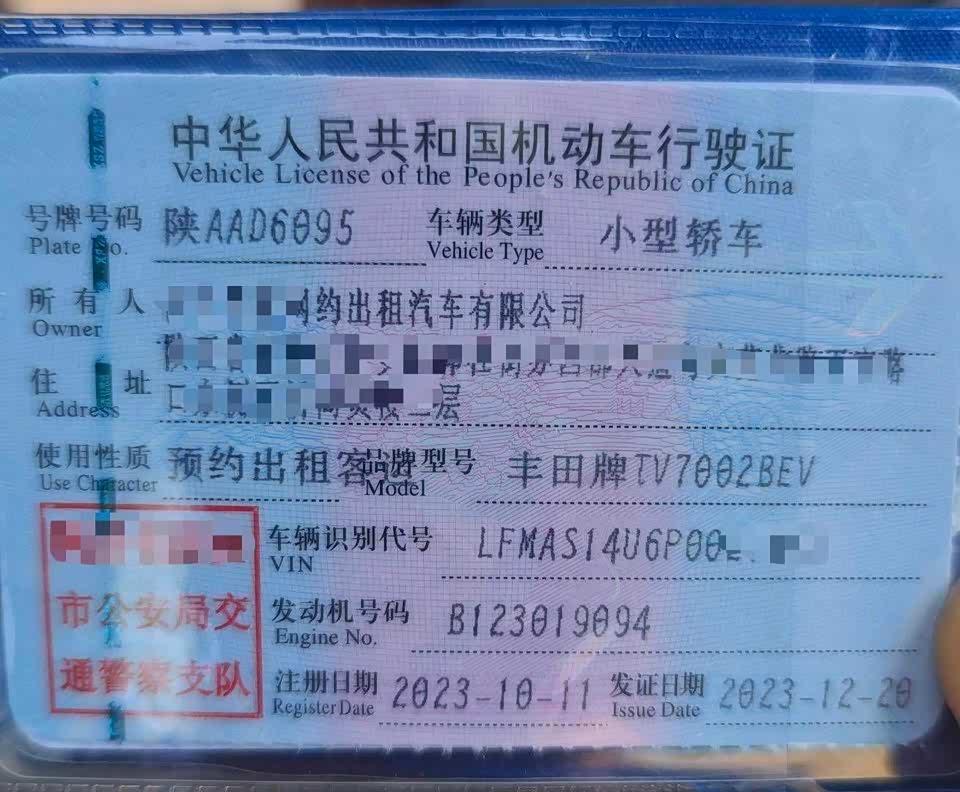 中华人民共和国机动车行驶证
Vehicle License of the People's Republic of China
号牌号码 陕AAD6095 车辆类型 小型轿车
Plate No. Vehicle Type
所有人 网约出租汽车有限公司
Owner
住址
Address 层
使用性质 预约出租客运 品牌型号 丰田牌TV7002BEV
Use Character Model
车辆识别代号 LFMAS14U6P00
VIN
市公安局交
通警察支队
发动机号码 B123019094
Engine No.
注册日期 2023-10-11 发证日期 2023-12-20
Register Date Issue Date